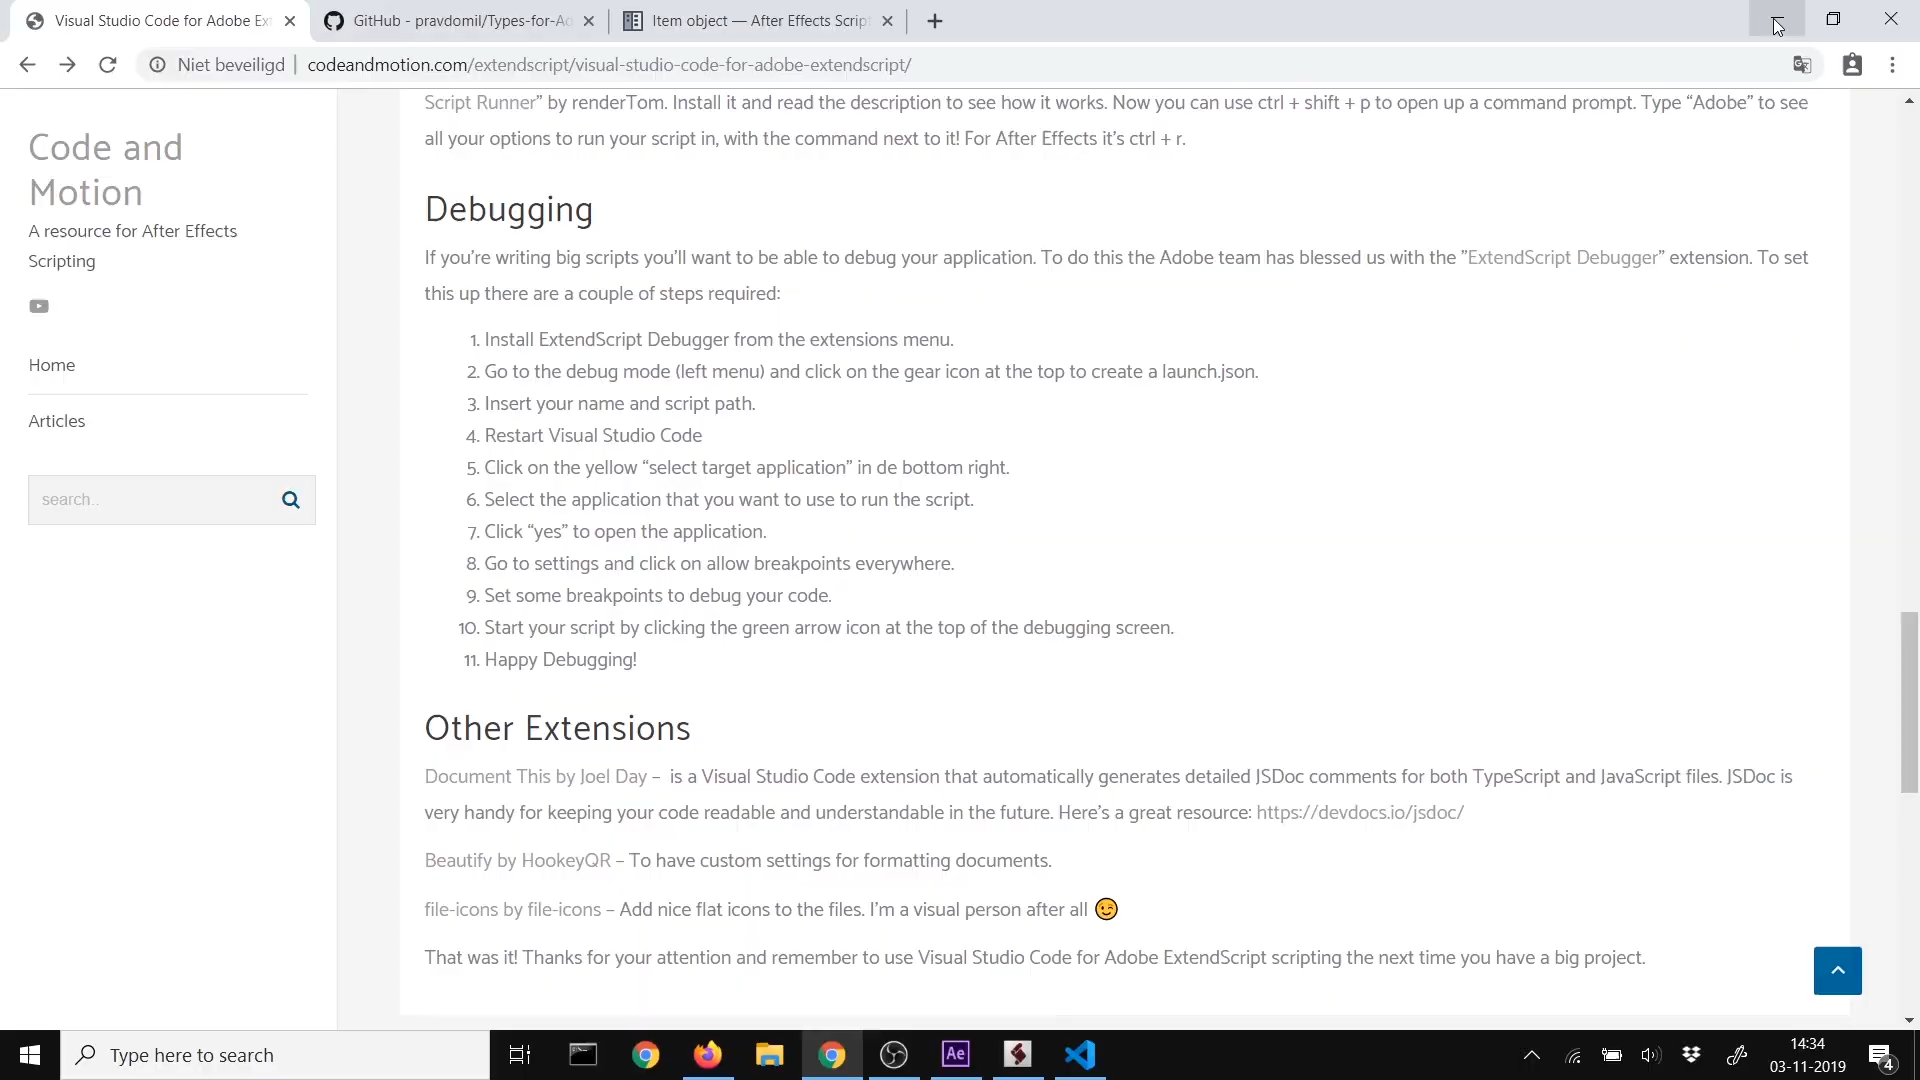 Visual Studio Code for Adobe Ex
GitHub - pravdomil/Types-for-Ad
Item object — After Effects Script
Niet beveiligd
codeandmotion.com/extendscript/visual-studio-code-for-adobe-extendscript/
Code and
Motion
A resource for After Effects
Scripting
Home
Articles
search..
Script Runner” by renderTom. Install it and read the description to see how it works. Now you can use ctrl + shift + p to open up a command prompt. Type “Adobe” to see
all your options to run your script in, with the command next to it! For After Effects it’s ctrl + r.
Debugging
If you’re writing big scripts you’ll want to be able to debug your application. To do this the Adobe team has blessed us with the ”ExtendScript Debugger” extension. To set
this up there are a couple of steps required:
1. Install ExtendScript Debugger from the extensions menu.
2. Go to the debug mode (left menu) and click on the gear icon at the top to create a launch.json.
3. Insert your name and script path.
4. Restart Visual Studio Code
5. Click on the yellow “select target application” in de bottom right.
6. Select the application that you want to use to run the script.
7. Click “yes” to open the application.
8. Go to settings and click on allow breakpoints everywhere.
9. Set some breakpoints to debug your code.
10. Start your script by clicking the green arrow icon at the top of the debugging screen.
11. Happy Debugging!
Other Extensions
Document This by Joel Day – is a Visual Studio Code extension that automatically generates detailed JSDoc comments for both TypeScript and JavaScript files. JSDoc is
very handy for keeping your code readable and understandable in the future. Here’s a great resource: https://devdocs.io/jsdoc/
Beautify by HookeyQR – To have custom settings for formatting documents.
file-icons by file-icons – Add nice flat icons to the files. I’m a visual person after all 😉
That was it! Thanks for your attention and remember to use Visual Studio Code for Adobe ExtendScript scripting the next time you have a big project.
Type here to search
Ae
14:34
03-11-2019
4